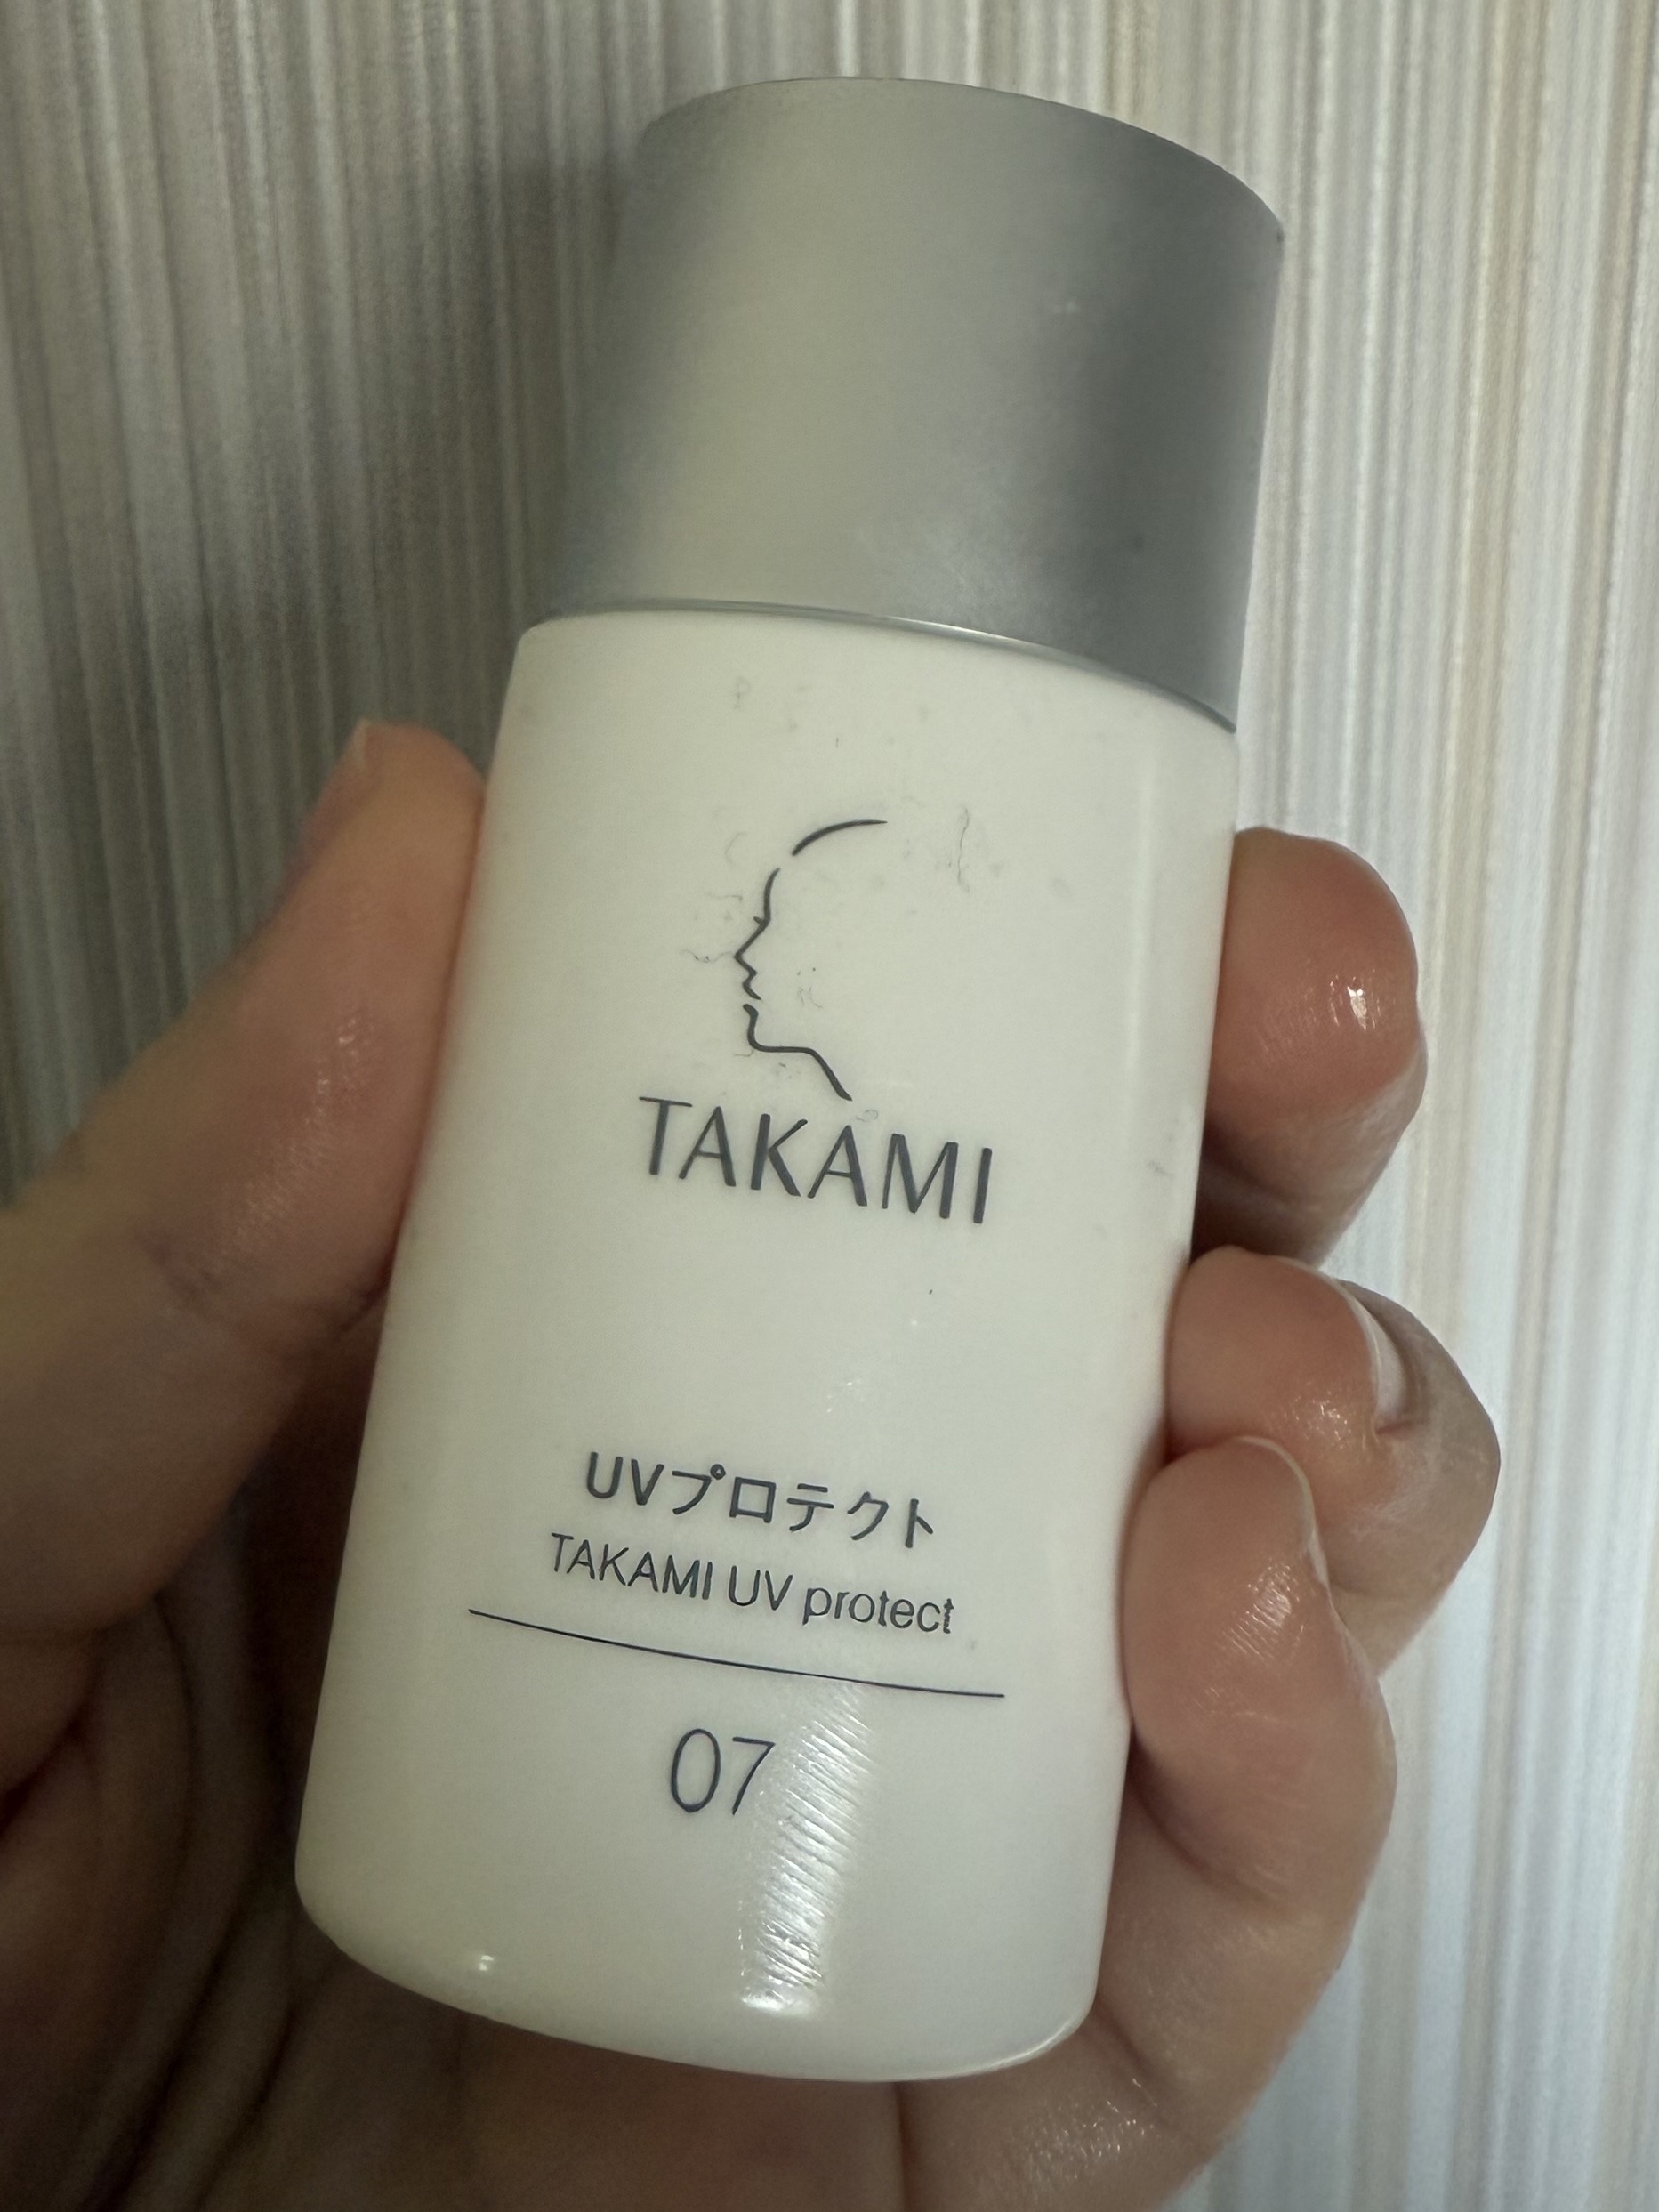 TAKAMI
UVプロテクト
TAKAMI UV protect
07